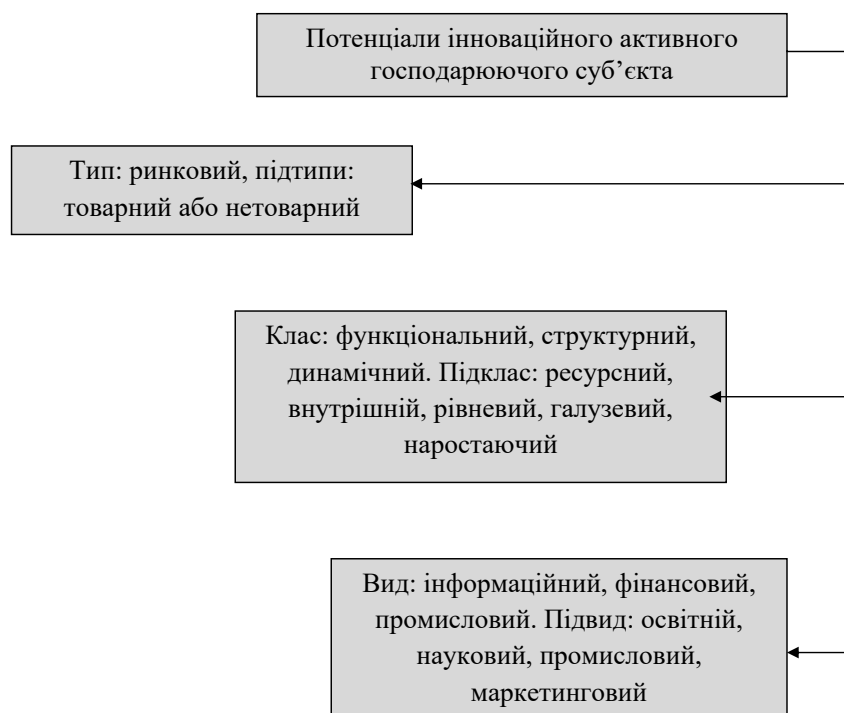 Потенціали інноваційного активного
господарюючого суб’єкта
Тип: ринковий, підтипи:
товарний або нетоварний
Клас: функціональний, структурний,
динамічний. Підклас: ресурсний,
внутрішній, рівневий, галузевий,
наростаючий
Вид: інформаційний, фінансовий,
промисловий. Підвид: освітній,
науковий, промисловий,
маркетинговий